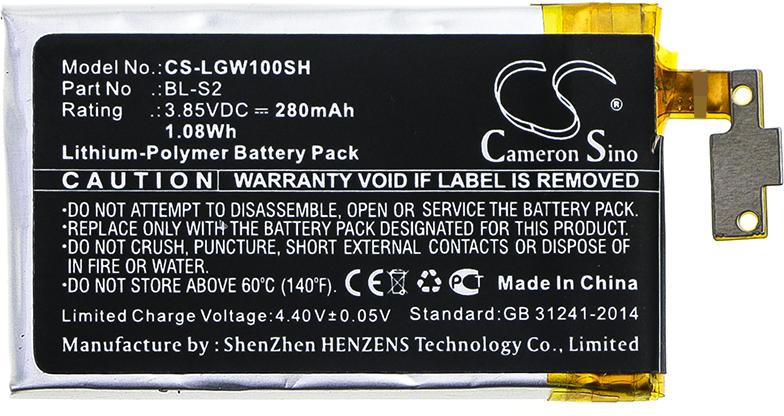 Model No.: CS-LGW100SH
Part No .: BL-S2
Rating .: 3.85VDC ⎓ 280mAh
1.08Wh
Lithium-Polymer Battery Pack
CS®
Cameron Sino
CAUTION WARRANTY VOID IF LABEL IS REMOVED
•DO NOT ATTEMPT TO DISASSEMBLE, OPEN OR SERVICE THE BATTERY PACK.
•REPLACE ONLY WITH A BATTERY PACK DESIGNATED FOR THIS PRODUCT.
•DO NOT CRUSH, PUNCTURE, SHORT EXTERNAL CONTACTS OR DISPOSE OF
IN FIRE OR WATER.
•DO NOT STORE ABOVE 60°C (140°F). CE PCT Made In China
Limited Charge Voltage: 4.40V±0.05V Standard: GB 31241-2014
Manufacturer : ShenZhen HENZENS Technology Co., Limited